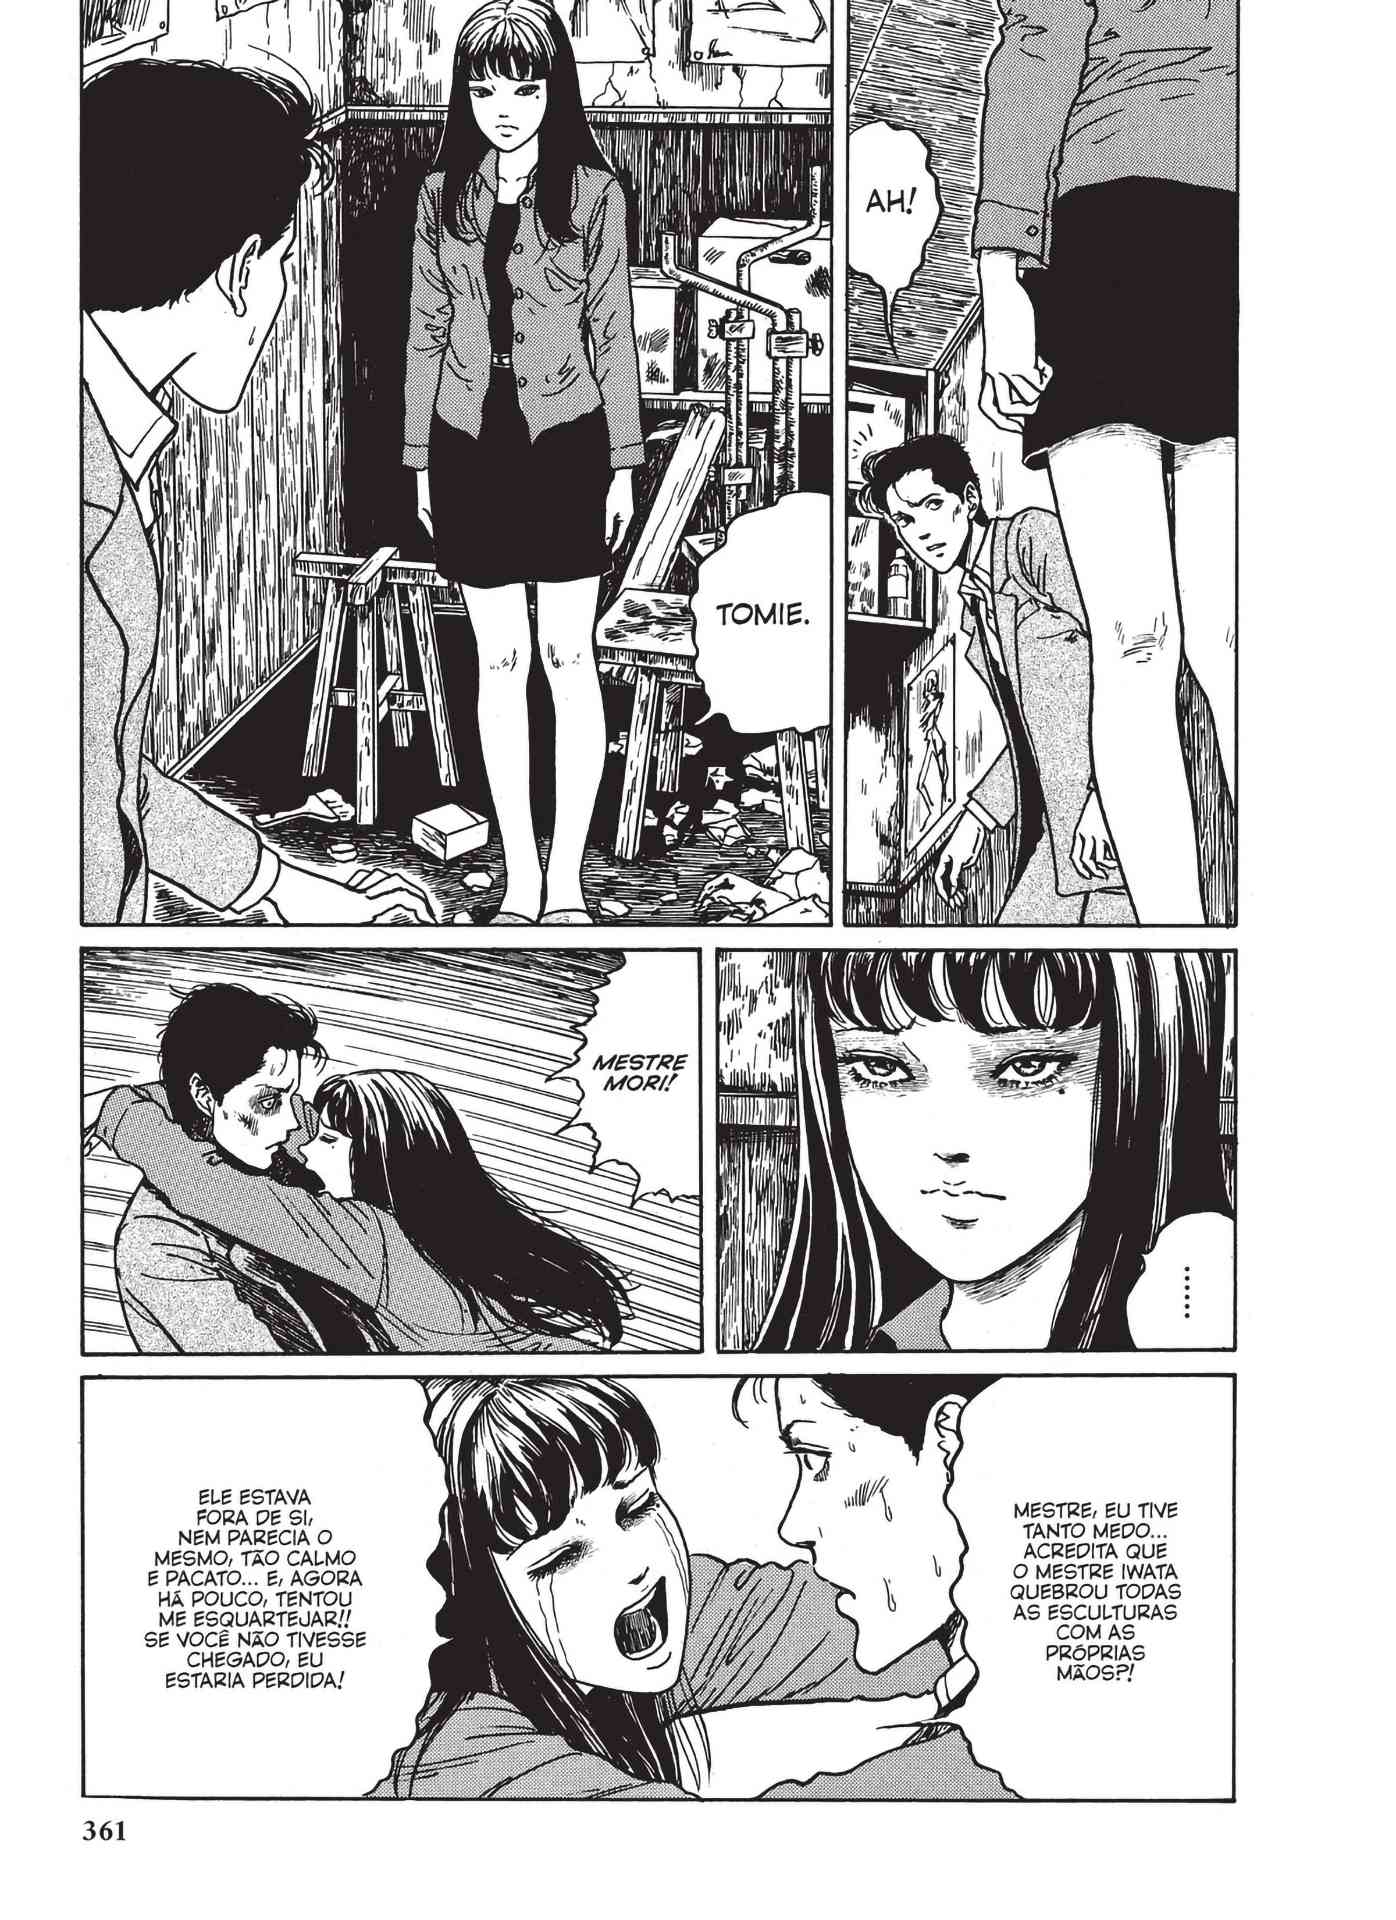 AH!
TOMIE.
......
MESTRE
MORI!
MESTRE, EU TIVE
TANTO MEDO...
ACREDITA QUE
O MESTRE IWATA
QUEBROU TODAS
AS ESCULTURAS
COM AS
PRÓPRIAS
MÃOS?!
ELE ESTAVA
FORA DE SI,
NEM PARECIA O
MESMO, TÃO CALMO
E PACATO... E, AGORA
HÁ POUCO, TENTOU
ME ESQUARTEJAR!!
SE VOCÊ NÃO TIVESSE
CHEGADO, EU
ESTARIA PERDIDA!
361